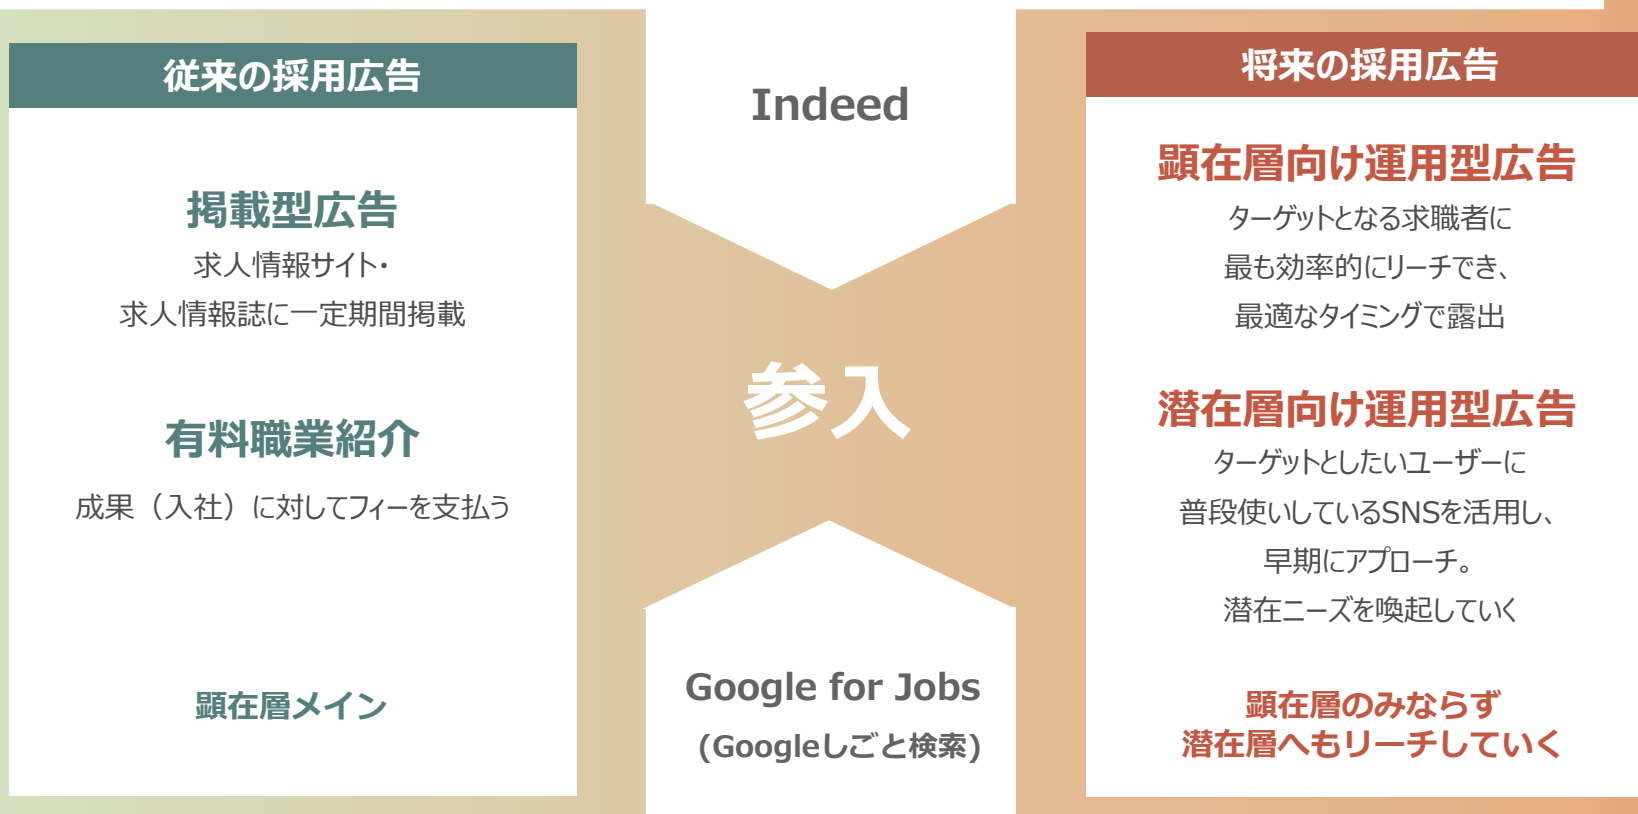 従来の採用広告
掲載型広告
求人情報サイト・
求人情報誌に一定期間掲載
有料職業紹介
成果（入社）に対してフィーを支払う
顕在層メイン
Indeed
参入
Google for Jobs
(Googleしごと検索)
将来の採用広告
顕在層向け運用型広告
ターゲットとなる求職者に
最も効率的にリーチでき、
最適なタイミングで露出
潜在層向け運用型広告
ターゲットとしたいユーザーに
普段使いしているSNSを活用し、
早期にアプローチ。
潜在ニーズを喚起していく
顕在層のみならず
潜在層へもリーチしていく